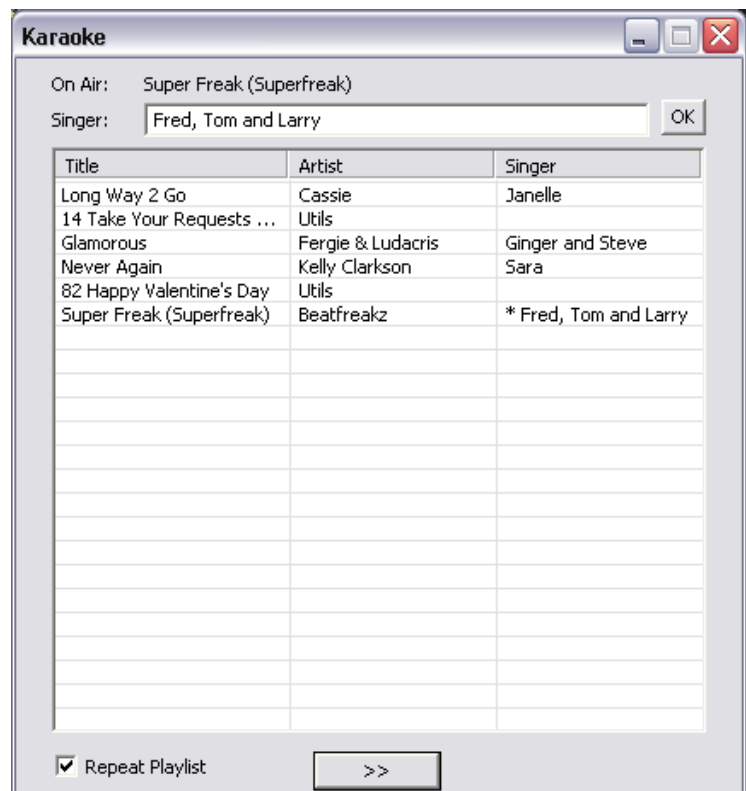 Karaoke
On Air: Super Freak (Superfreak)
Singer: Fred, Tom and Larry OK
Title Artist Singer
Long Way 2 Go Cassie Janelle
14 Take Your Requests ... Utils
Glamorous Fergie & Ludacris Ginger and Steve
Never Again Kelly Clarkson Sara
82 Happy Valentine's Day Utils
Super Freak (Superfreak) Beatfreakz * Fred, Tom and Larry
Repeat Playlist >>